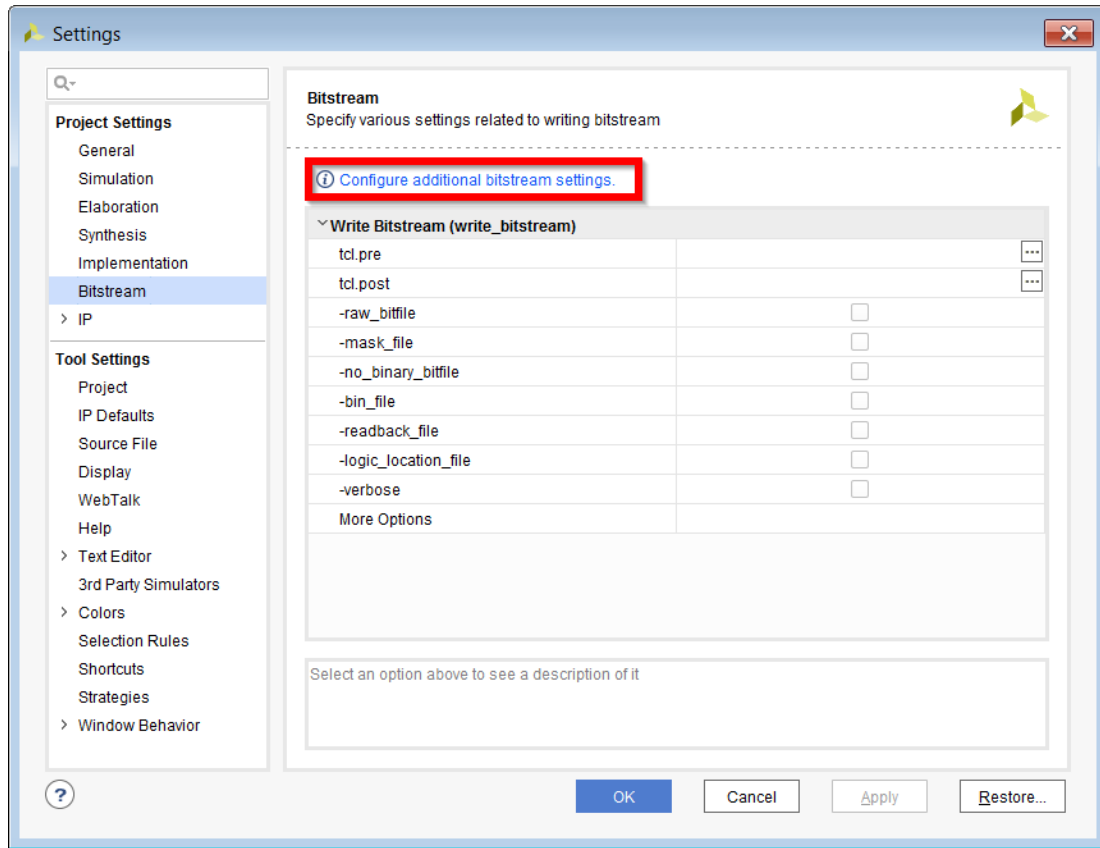 Settings
Project Settings
General
Simulation
Elaboration
Synthesis
Implementation
Bitstream
IP
Tool Settings
Project
IP Defaults
Source File
Display
WebTalk
Help
Text Editor
3rd Party Simulators
Colors
Selection Rules
Shortcuts
Strategies
Window Behavior
Bitstream
Specify various settings related to writing bitstream
Configure additional bitstream settings.
Write Bitstream (write_bitstream)
tcl.pre
tcl.post
-raw_bitfile
-mask_file
-no_binary_bitfile
-bin_file
-readback_file
-logic_location_file
-verbose
More Options
Select an option above to see a description of it
OK
Cancel
Apply
Restore...